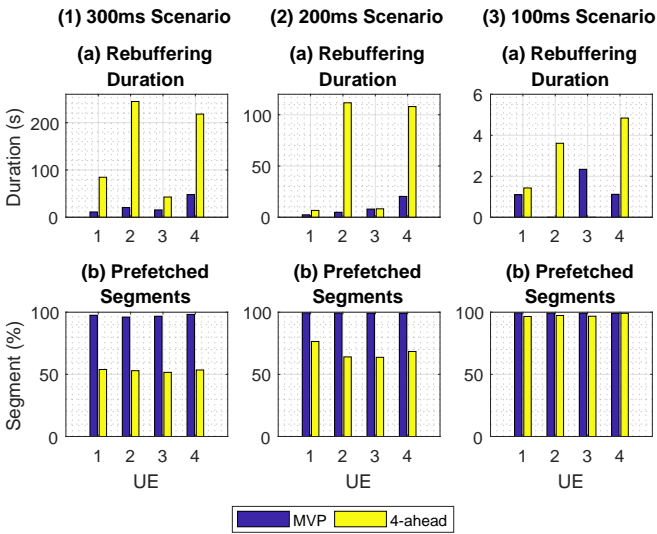 (1) 300ms Scenario (2) 200ms Scenario (3) 100ms Scenario
(a) Rebuffering Duration
(a) Rebuffering Duration
(a) Rebuffering Duration
Duration (s)
200
100
0
1 2 3 4
100
50
0
1 2 3 4
6
4
2
0
1 2 3 4
(b) Prefetched Segments
(b) Prefetched Segments
(b) Prefetched Segments
Segment (%)
100
50
0
1 2 3 4
UE
100
50
0
1 2 3 4
UE
100
50
0
1 2 3 4
UE
MVP 4-ahead